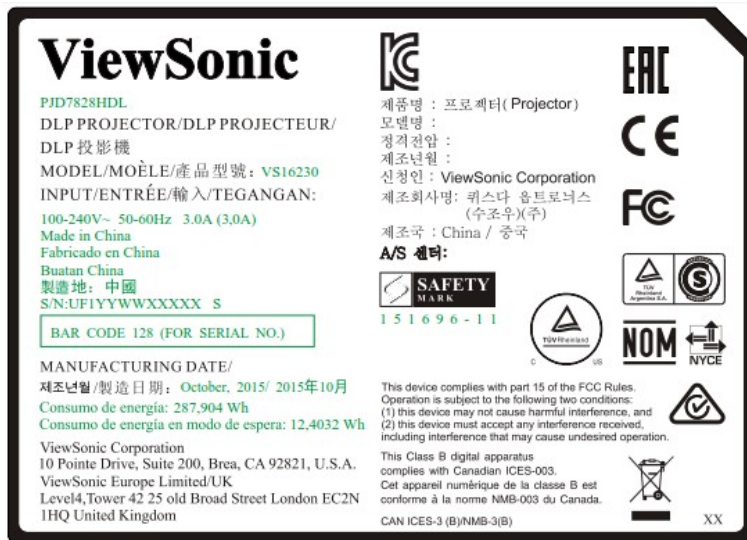 ViewSonic
PJD7828HDL
DLP PROJECTOR/DLP PROJECTEUR/
DLP 投影機
MODEL/MOÈLE/產品型號: VS16230
INPUT/ENTRÉE/輸入/TEGANGAN:
100-240V~ 50-60Hz 3.0A (3,0A)
Made in China
Fabricado en China
Buatan China
製造地: 中國
S/N:UF1YYWWXXXXX S
BAR CODE 128 (FOR SERIAL NO.)
MANUFACTURING DATE/
제조년월/製造日期: October, 2015/ 2015年10月
Consumo de energía: 287,904 Wh
Consumo de energía en modo de espera: 12,4032 Wh
ViewSonic Corporation
10 Pointe Drive, Suite 200, Brea, CA 92821, U.S.A.
ViewSonic Europe Limited/UK
Level4,Tower 42 25 old Broad Street London EC2N
1HQ United Kingdom
제품명 : 프로젝터( Projector)
모델명 :
정격전압 :
제조년월 :
신청인 : ViewSonic Corporation
제조회사명: 퀴스다 옵트로닉스
(수조우)(주)
제조국 : China / 중국
A/S 센터:
SAFETY
MARK
151696-11
TÜVRheinland
C US
EAC
CE
FC
TÜV
Rheinland
Argentina S.A.
S
NOM
NYCE
This device complies with part 15 of the FCC Rules.
Operation is subject to the following two conditions:
(1) this device may not cause harmful interference, and
(2) this device must accept any interference received,
including interference that may cause undesired operation.
This Class B digital apparatus
complies with Canadian ICES-003.
Cet appareil numérique de la classe B est
conforme à la norme NMB-003 du Canada.
CAN ICES-3 (B)/NMB-3(B)
XX